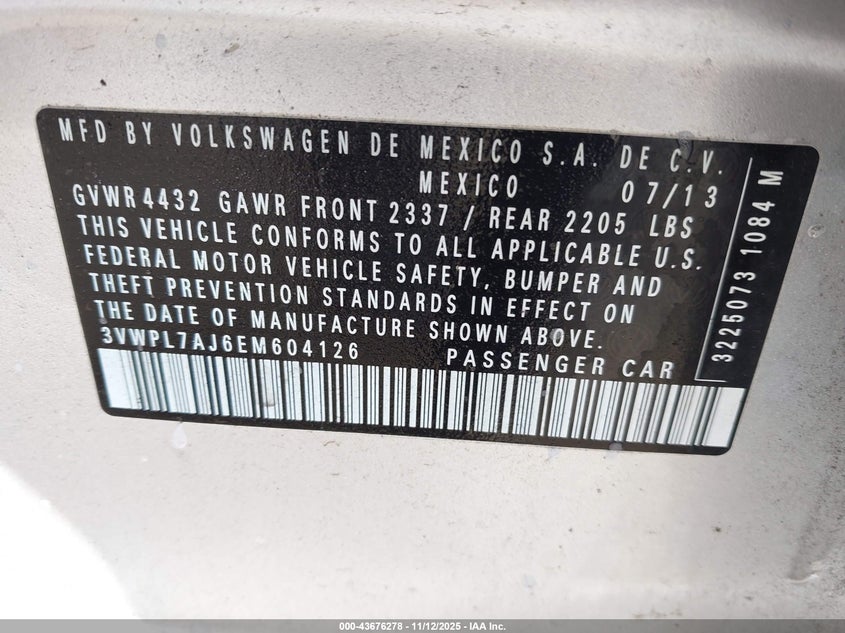 MFD BY VOLKSWAGEN DE MEXICO S.A. DE C.V.
MEXICO 07/13
GVWR 4432 GAWR FRONT 2337 / REAR 2205 LBS
THIS VEHICLE CONFORMS TO ALL APPLICABLE U.S.
FEDERAL MOTOR VEHICLE SAFETY, BUMPER AND
THEFT PREVENTION STANDARDS IN EFFECT ON
THE DATE OF MANUFACTURE SHOWN ABOVE.
3VWPL7AJ6EM604126 PASSENGER CAR
3225073 1084 M
000-43676278 - 11/12/2025 - IAA Inc.